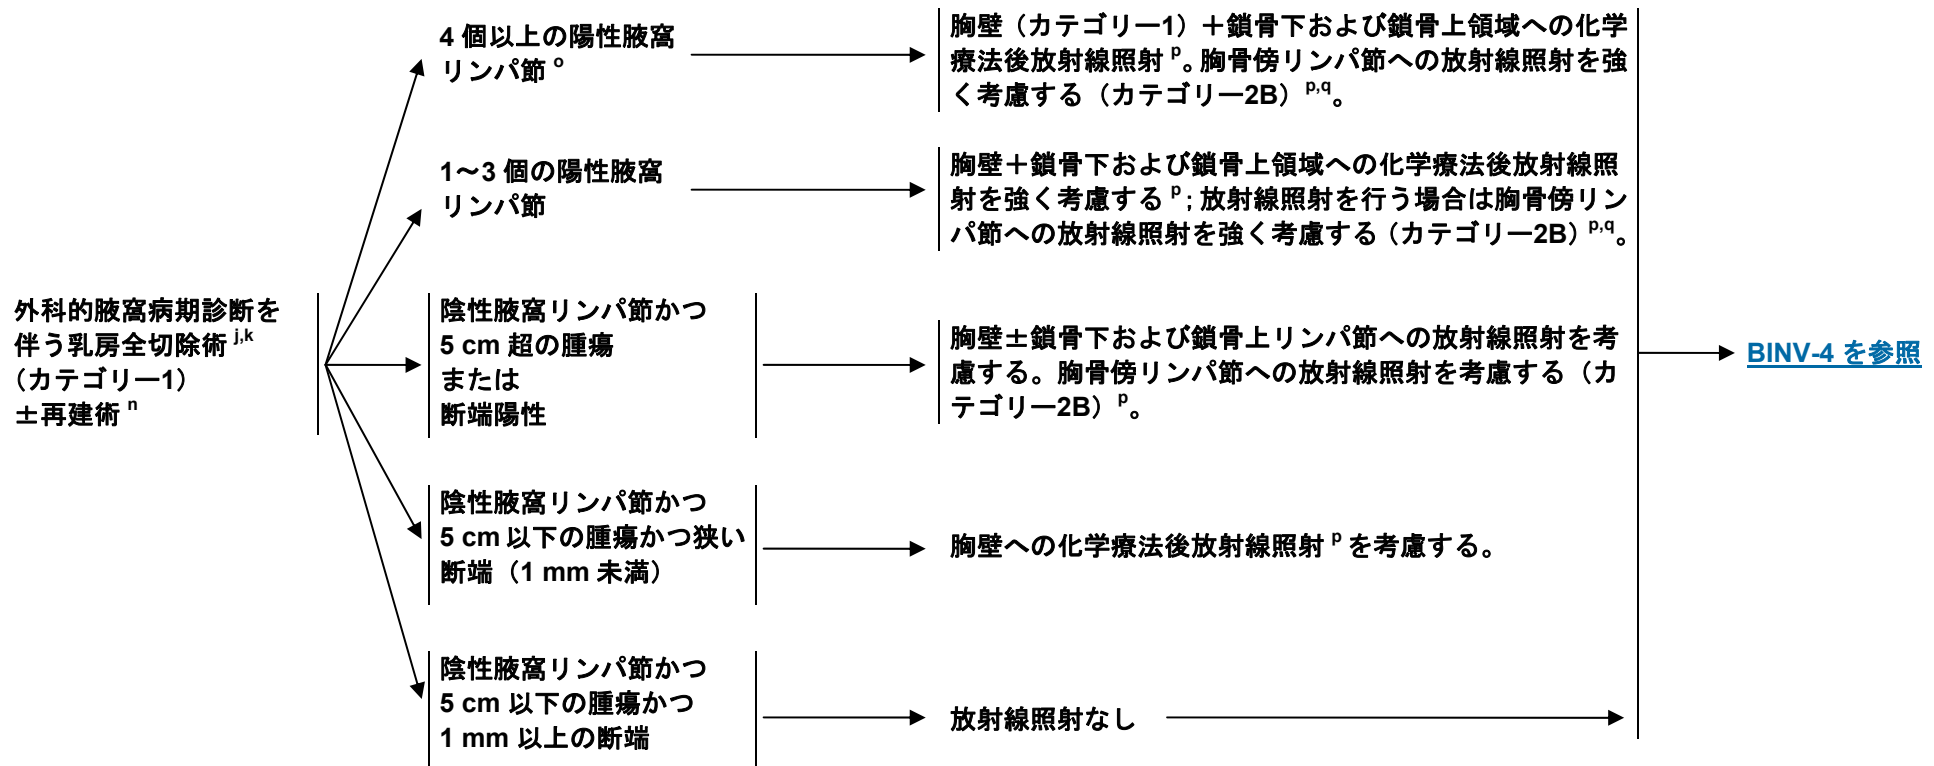 外科的腋窩病期診断を
伴う乳房全切除術 j,k
（カテゴリー1）
±再建術 n
4 個以上の陽性腋窩
リンパ節 o
胸壁（カテゴリー1）＋鎖骨下および鎖骨上領域への化学
療法後放射線照射 p。胸骨傍リンパ節への放射線照射を強
く考慮する（カテゴリー2B）p,q。
1～3 個の陽性腋窩
リンパ節
胸壁＋鎖骨下および鎖骨上領域への化学療法後放射線照
射を強く考慮する p；放射線照射を行う場合は胸骨傍リン
パ節への放射線照射を強く考慮する（カテゴリー2B）p,q。
陰性腋窩リンパ節かつ
5 cm 超の腫瘍
または
断端陽性
胸壁±鎖骨下および鎖骨上リンパ節への放射線照射を考
慮する。胸骨傍リンパ節への放射線照射を考慮する（カ
テゴリー2B）p。
陰性腋窩リンパ節かつ
5 cm 以下の腫瘍かつ狭い
断端（1 mm 未満）
胸壁への化学療法後放射線照射 p を考慮する。
陰性腋窩リンパ節かつ
5 cm 以下の腫瘍かつ
1 mm 以上の断端
放射線照射なし
BINV-4 を参照